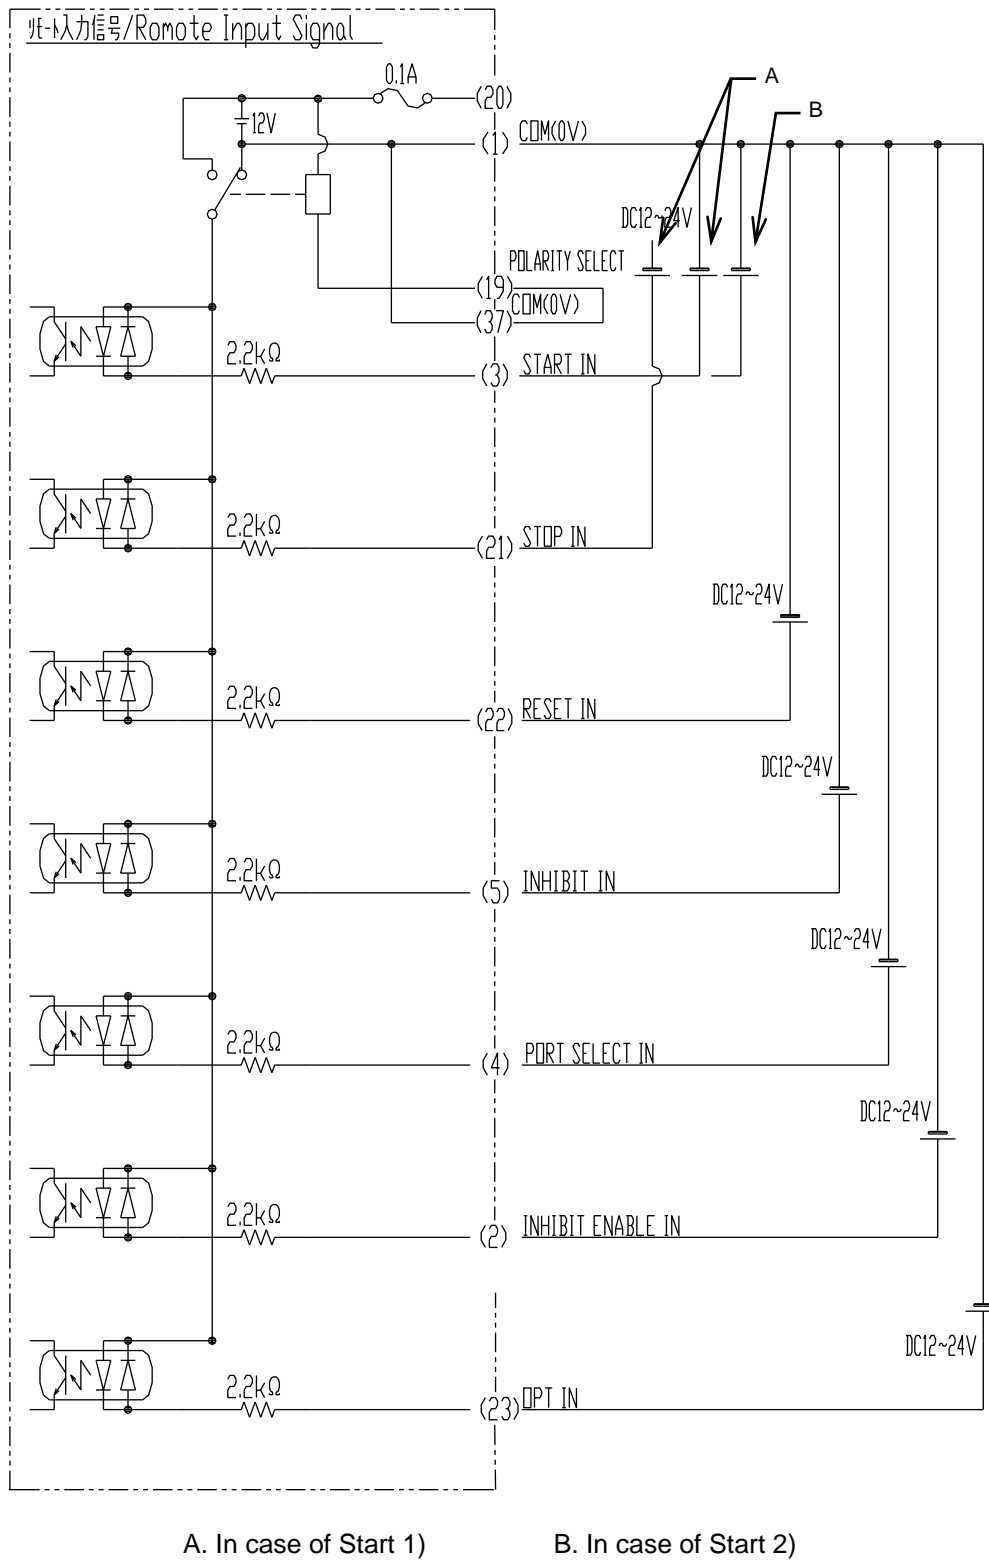 リモート入力信号/Romote Input Signal
0.1A
(20)
A
12V
(1) COM(0V)
B
DC12~24V
POLARITY SELECT
(19)
COM(0V)
(37)
2.2kΩ
(3) START IN
2.2kΩ
(21) STOP IN
DC12~24V
2.2kΩ
(22) RESET IN
DC12~24V
2.2kΩ
(5) INHIBIT IN
DC12~24V
2.2kΩ
(4) PORT SELECT IN
DC12~24V
2.2kΩ
(2) INHIBIT ENABLE IN
DC12~24V
2.2kΩ
(23) OPT IN
A. In case of Start 1)
B. In case of Start 2)